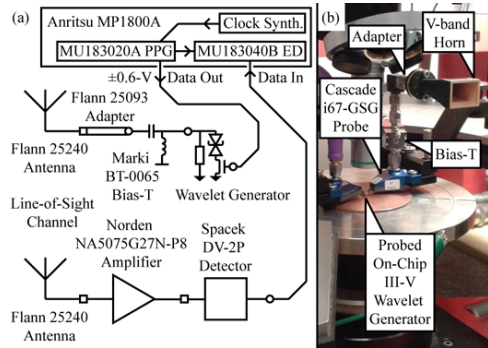 (a)
Anritsu MP1800A
Clock Synth.
MU183020A PPG
MU183040B ED
±0.6-V
Data Out
Data In
Flann 25093
Adapter
Flann 25240
Antenna
Marki
BT-0065
Bias-T
Wavelet Generator
Line-of-Sight
Channel
Norden
NA5075G27N-P8
Amplifier
Spacek
DV-2P
Detector
Flann 25240
Antenna
(b)
Adapter
V-band
Horn
Cascade
i67-GSG
Probe
Bias-T
Probed
On-Chip
III-V
Wavelet
Generator